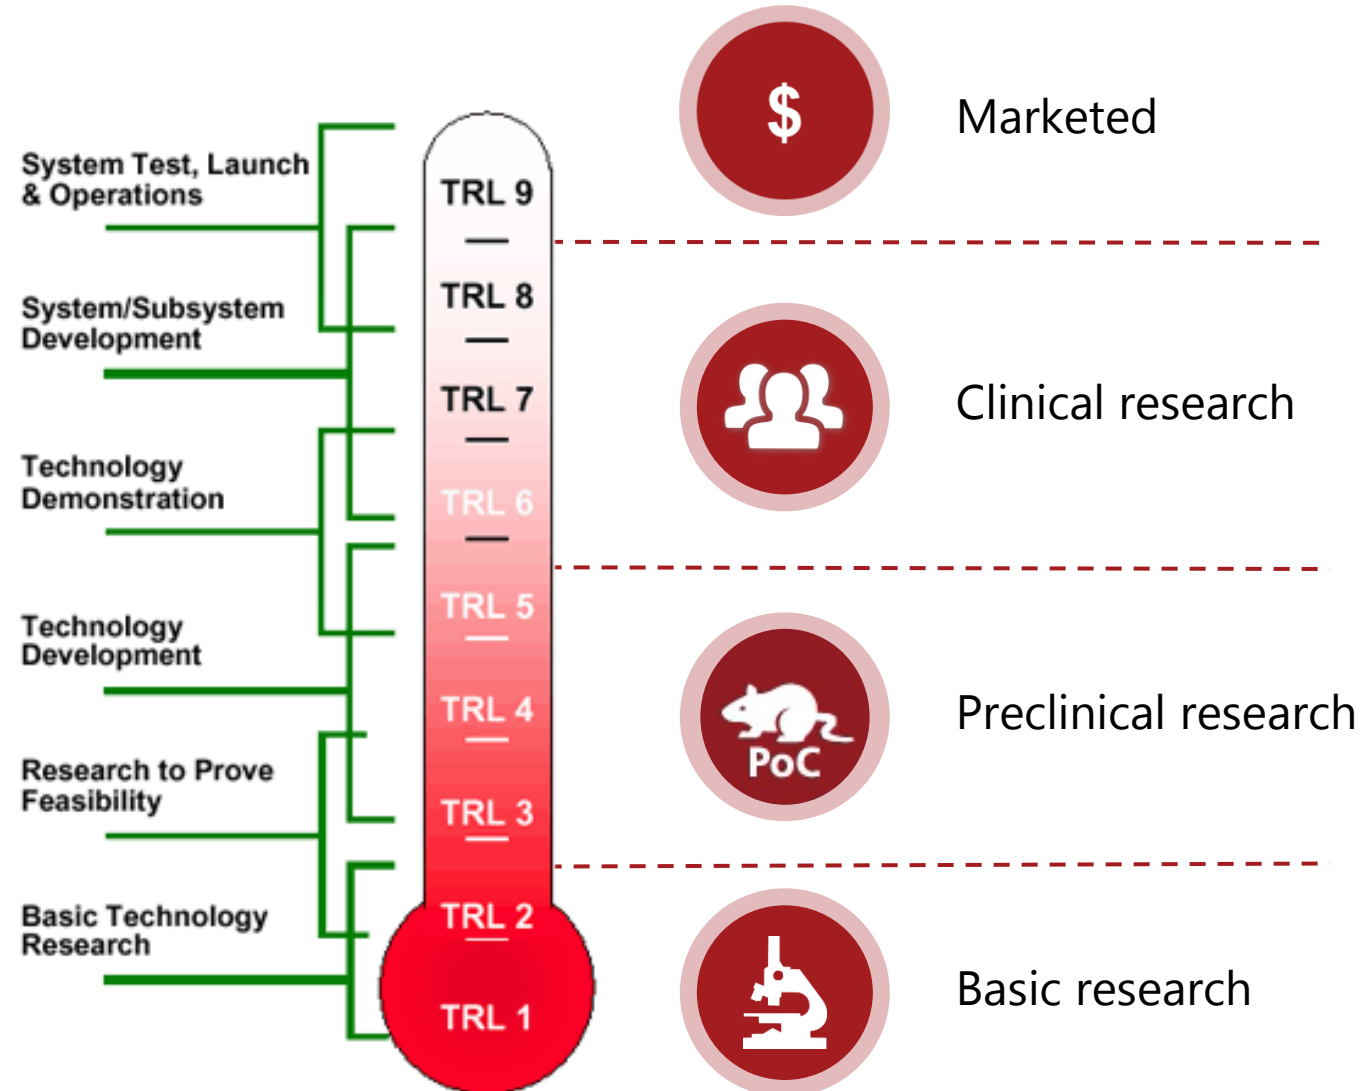 System Test, Launch
& Operations
System/Subsystem
Development
Technology
Demonstration
Technology
Development
Research to Prove
Feasibility
Basic Technology
Research
TRL 9
TRL 8
TRL 7
TRL 6
TRL 5
TRL 4
TRL 3
TRL 2
TRL 1
$
Marketed
Clinical research
PoC
Preclinical research
Basic research